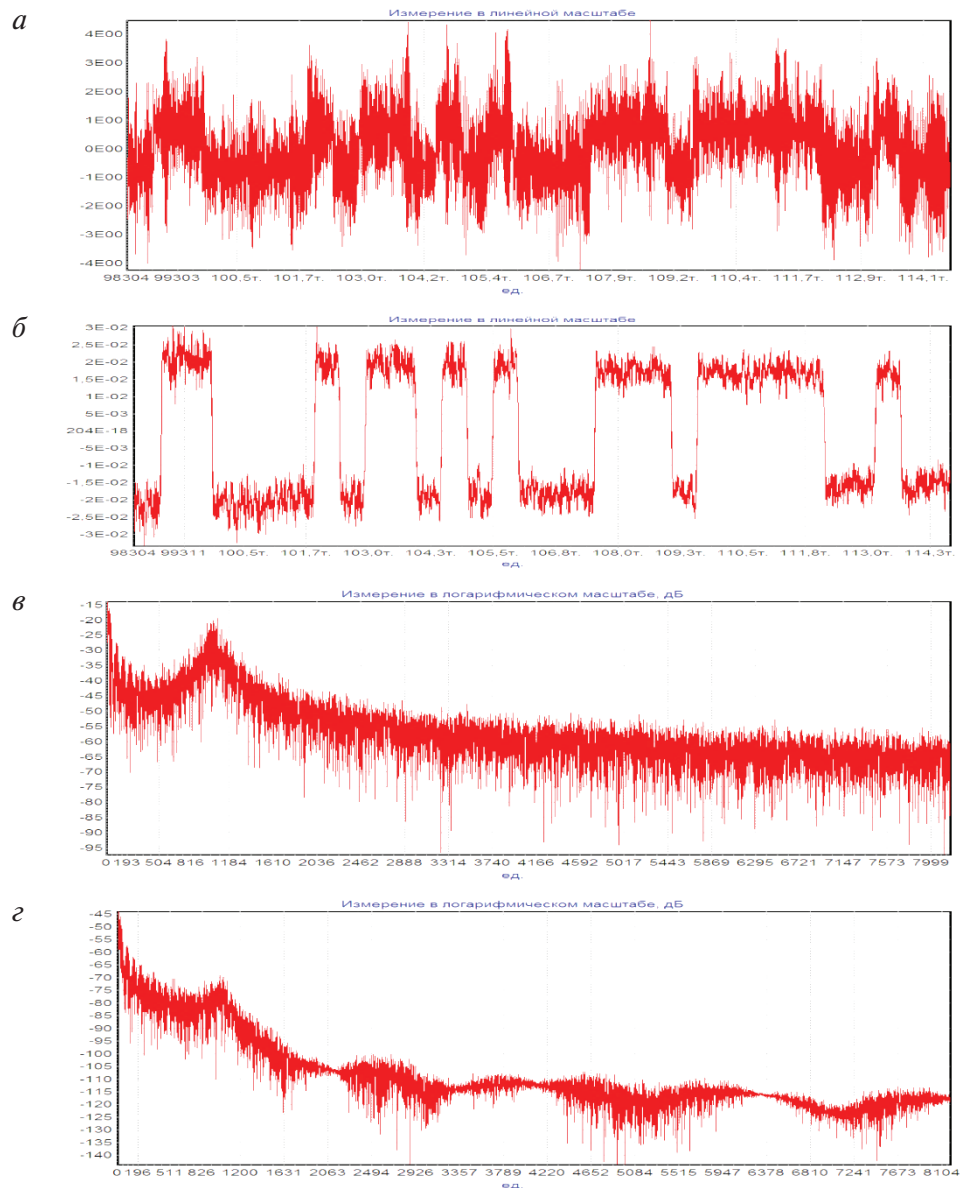 а
Измерение в линейной масштабе
4E00
3E00
2E00
1E00
0E00
-1E00
-2E00
-3E00
-4E00
98304 99303 100,5т. 101,7т. 103,0т. 104,2т. 105,4т. 106,7т. 107,9т. 109,2т. 110,4т. 111,7т. 112,9т. 114,1т.
ед.
б
Измерение в линейной масштабе
3E-02
2.5E-02
2E-02
1.5E-02
5E-03
204E-18
-5E-03
-1E-02
-1.5E-02
-2E-02
-2.5E-02
-3E-02
98304 99311 100,5т. 101,7т. 103,0т. 104,3т. 105,5т. 106,8т. 108,0т. 109,3т. 110,5т. 111,8т. 113,0т. 114,3т.
ед.
в
Измерение в логарифмическом масштабе, дБ
-15
-20
-25
-30
-35
-40
-45
-50
-55
-60
-65
-70
-75
-80
-85
-90
-95
0 193 504 816 1184 1610 2036 2462 2888 3314 3740 4166 4592 5017 5443 5869 6295 6721 7147 7573 7999
ед.
г
Измерение в логарифмическом масштабе, дБ
-45
-50
-55
-60
-65
-70
-75
-80
-85
-90
-95
-100
-105
-110
-115
-120
-125
-130
-135
-140
0 196 511 826 1200 1631 2063 2494 2926 3357 3789 4220 4652 5084 5515 5947 6378 6810 7241 7673 8104
ед.